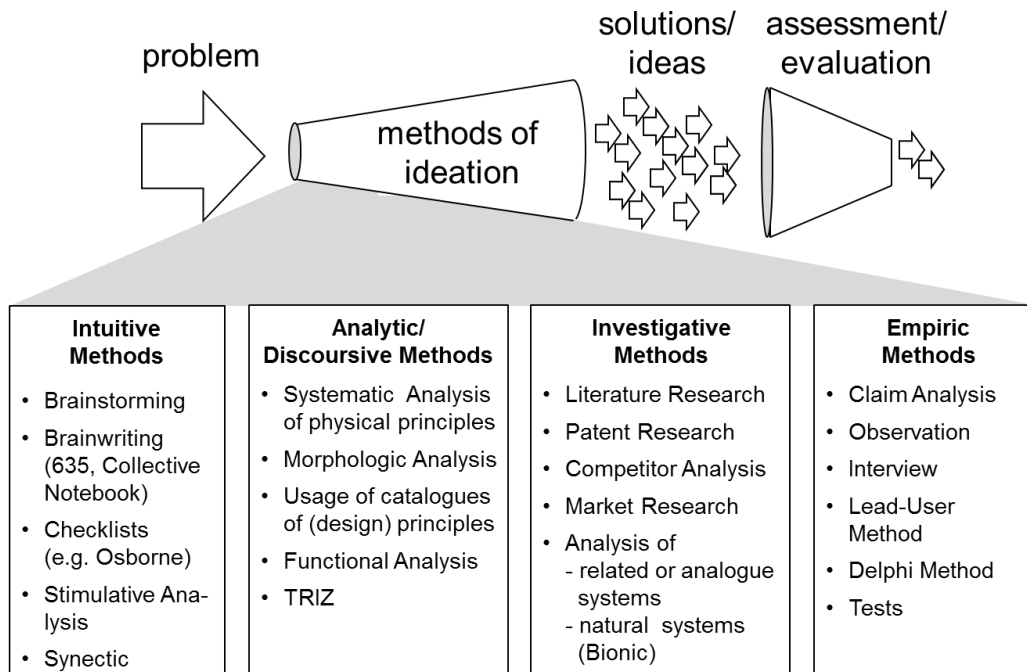 problem
solutions/
ideas
assessment/
evaluation
methods of
ideation
Intuitive
Methods
• Brainstorming
• Brainwriting
(635, Collective
Notebook)
• Checklists
(e.g. Osborne)
• Stimulative Ana-
lysis
• Synectic
Analytic/
Discoursive Methods
• Systematic Analysis
of physical principles
• Morphologic Analysis
• Usage of catalogues
of (design) principles
• Functional Analysis
• TRIZ
Investigative
Methods
• Literature Research
• Patent Research
• Competitor Analysis
• Market Research
• Analysis of
- related or analogue
systems
- natural systems
(Bionic)
Empiric
Methods
• Claim Analysis
• Observation
• Interview
• Lead-User
Method
• Delphi Method
• Tests